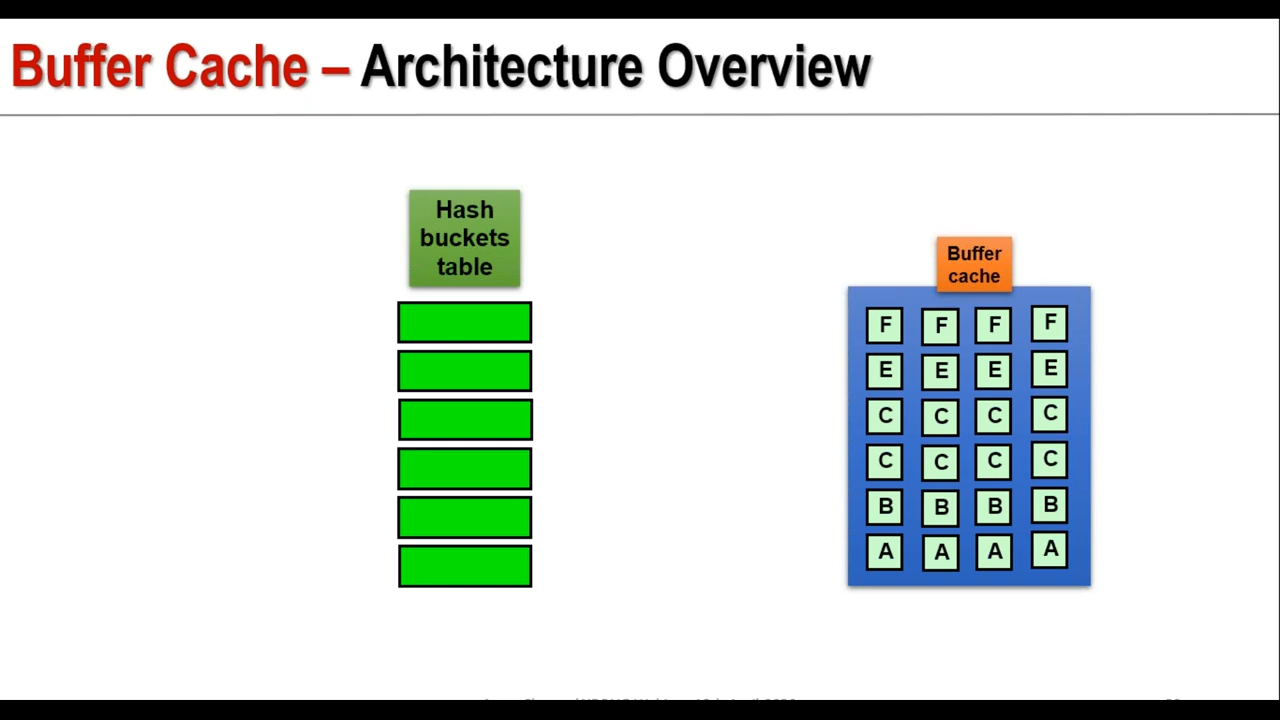 Buffer Cache – Architecture Overview
Hash
buckets
table
Buffer
cache
F F F F
E E E E
C C C C
C C C C
B B B B
A A A A